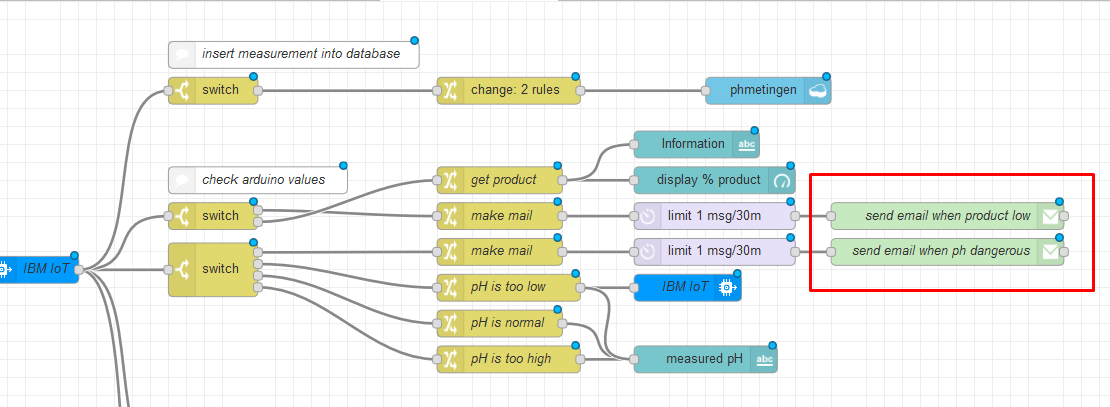 insert measurement into database
switch
change: 2 rules
phmetingen
Information
abc
check arduino values
get product
display % product
switch
make mail
limit 1 msg/30m
send email when product low
switch
make mail
limit 1 msg/30m
send email when ph dangerous
IBM IoT
pH is too low
IBM IoT
pH is normal
pH is too high
measured pH
abc